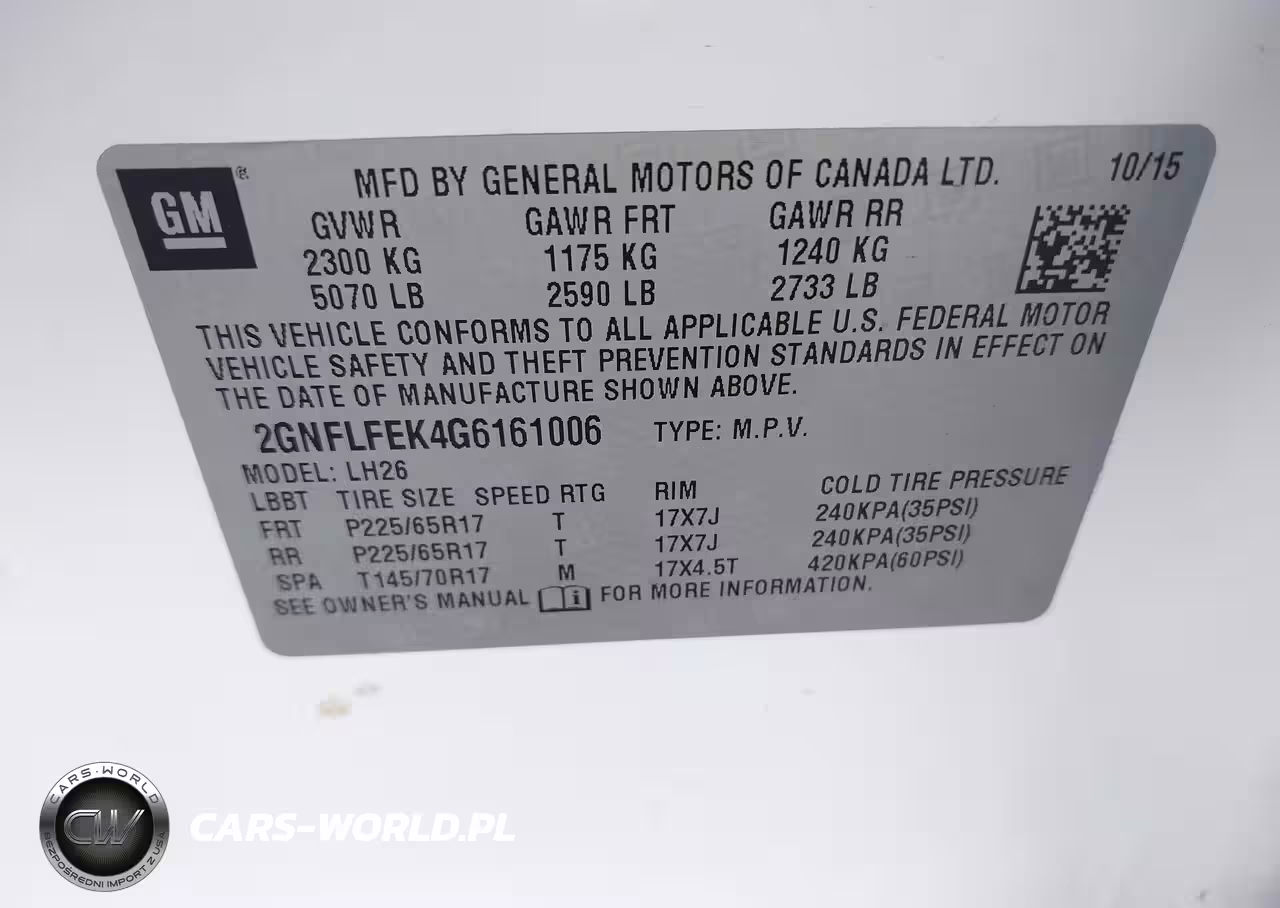 GM®
MFD BY GENERAL MOTORS OF CANADA LTD. 10/15
GVWR GAWR FRT GAWR RR
2300 KG 1175 KG 1240 KG
5070 LB 2590 LB 2733 LB
THIS VEHICLE CONFORMS TO ALL APPLICABLE U.S. FEDERAL MOTOR
VEHICLE SAFETY AND THEFT PREVENTION STANDARDS IN EFFECT ON
THE DATE OF MANUFACTURE SHOWN ABOVE.
2GNFLFEK4G6161006 TYPE: M.P.V.
MODEL: LH26
LBBT TIRE SIZE SPEED RTG RIM COLD TIRE PRESSURE
FRT P225/65R17 T 17X7J 240KPA(35PSI)
RR P225/65R17 T 17X7J 240KPA(35PSI)
SPA T145/70R17 M 17X4.5T 420KPA(60PSI)
SEE OWNER'S MANUAL i FOR MORE INFORMATION.
CARS-WORLD
CW
BEZPOŚREDNI IMPORT Z USA
CARS-WORLD.PL